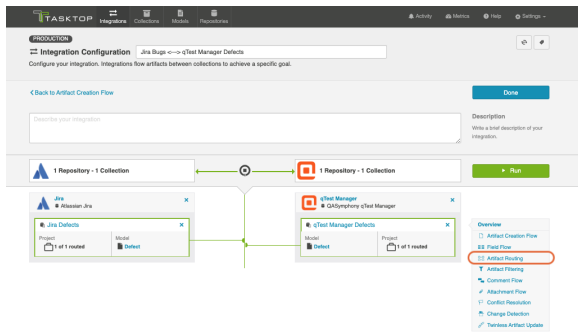 TASKTOP
Integrations
Collections
Models
Repositories
Activity
Metrics
Help
Settings
PRODUCTION
Integration Configuration
Jira Bugs <--> qTest Manager Defects
Configure your integration. Integrations flow artifacts between collections to achieve a specific goal.
Back to Artifact Creation Flow
Done
Describe your integration
Description
Write a brief description of your
integration.
1 Repository - 1 Collection
1 Repository - 1 Collection
Run
Jira
Atlassian Jira
qTest Manager
QASymphony qTest Manager
Jira Defects
Project
1 of 1 routed
Model
Defect
qTest Manager Defects
Model
Defect
Project
1 of 1 routed
Overview
Artifact Creation Flow
Field Flow
Artifact Routing
Artifact Filtering
Comment Flow
Attachment Flow
Conflict Resolution
Change Detection
Twinless Artifact Update